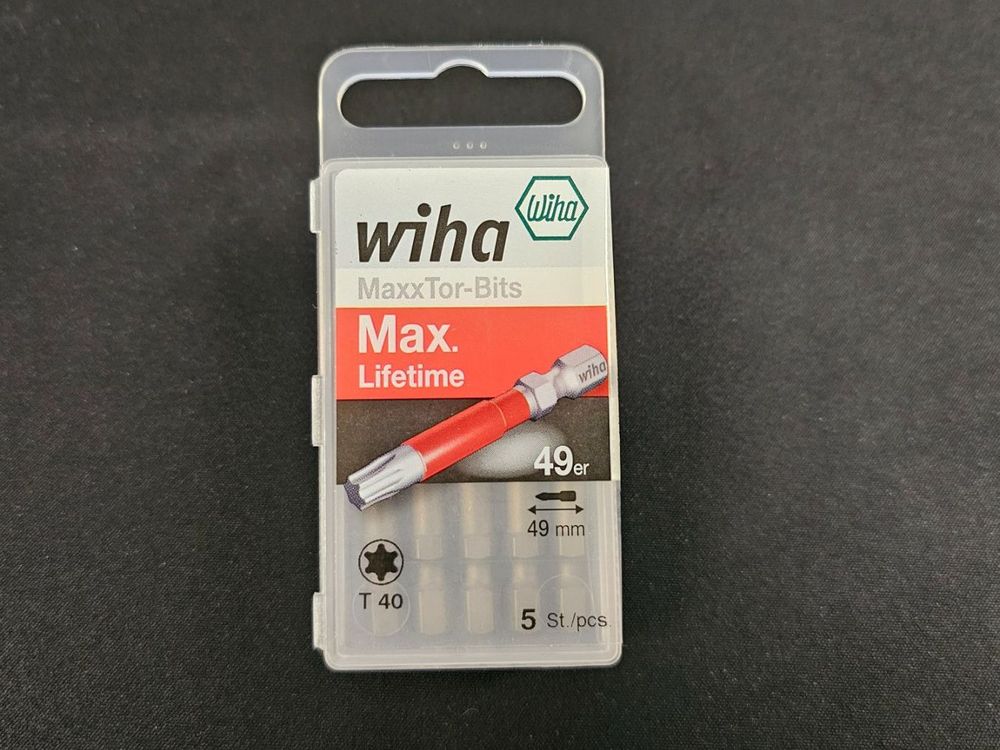 wiha
Wiha
MaxxTor-Bits
Max.
Lifetime
wiha
49er
49 mm
T 40
5 St./pcs.